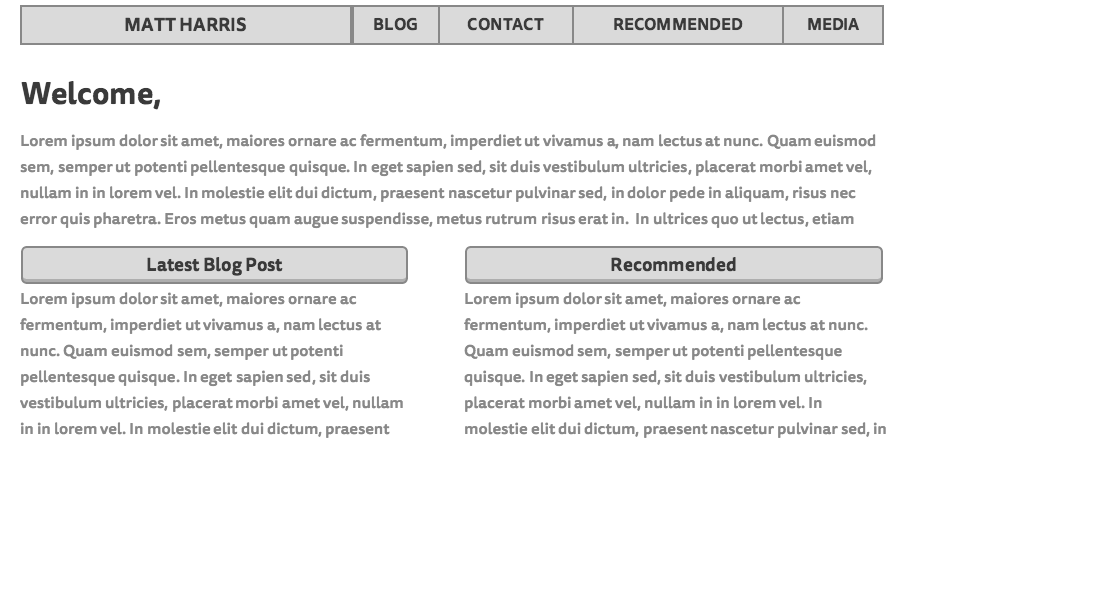 MATT HARRIS BLOG CONTACT RECOMMENDED MEDIA
Welcome,
Lorem ipsum dolor sit amet, maiores ornare ac fermentum, imperdiet ut vivamus a, nam lectus at nunc. Quam euismod
sem, semper ut potenti pellentesque quisque. In eget sapien sed, sit duis vestibulum ultricies, placerat morbi amet vel,
nullam in in lorem vel. In molestie elit dui dictum, praesent nascetur pulvinar sed, in dolor pede in aliquam, risus nec
error quis pharetra. Eros metus quam augue suspendisse, metus rutrum risus erat in.  In ultrices quo ut lectus, etiam
Latest Blog Post
Lorem ipsum dolor sit amet, maiores ornare ac
fermentum, imperdiet ut vivamus a, nam lectus at
nunc. Quam euismod sem, semper ut potenti
pellentesque quisque. In eget sapien sed, sit duis
vestibulum ultricies, placerat morbi amet vel, nullam
in in lorem vel. In molestie elit dui dictum, praesent
Recommended
Lorem ipsum dolor sit amet, maiores ornare ac
fermentum, imperdiet ut vivamus a, nam lectus at nunc.
Quam euismod sem, semper ut potenti pellentesque
quisque. In eget sapien sed, sit duis vestibulum ultricies,
placerat morbi amet vel, nullam in in lorem vel. In
molestie elit dui dictum, praesent nascetur pulvinar sed, in